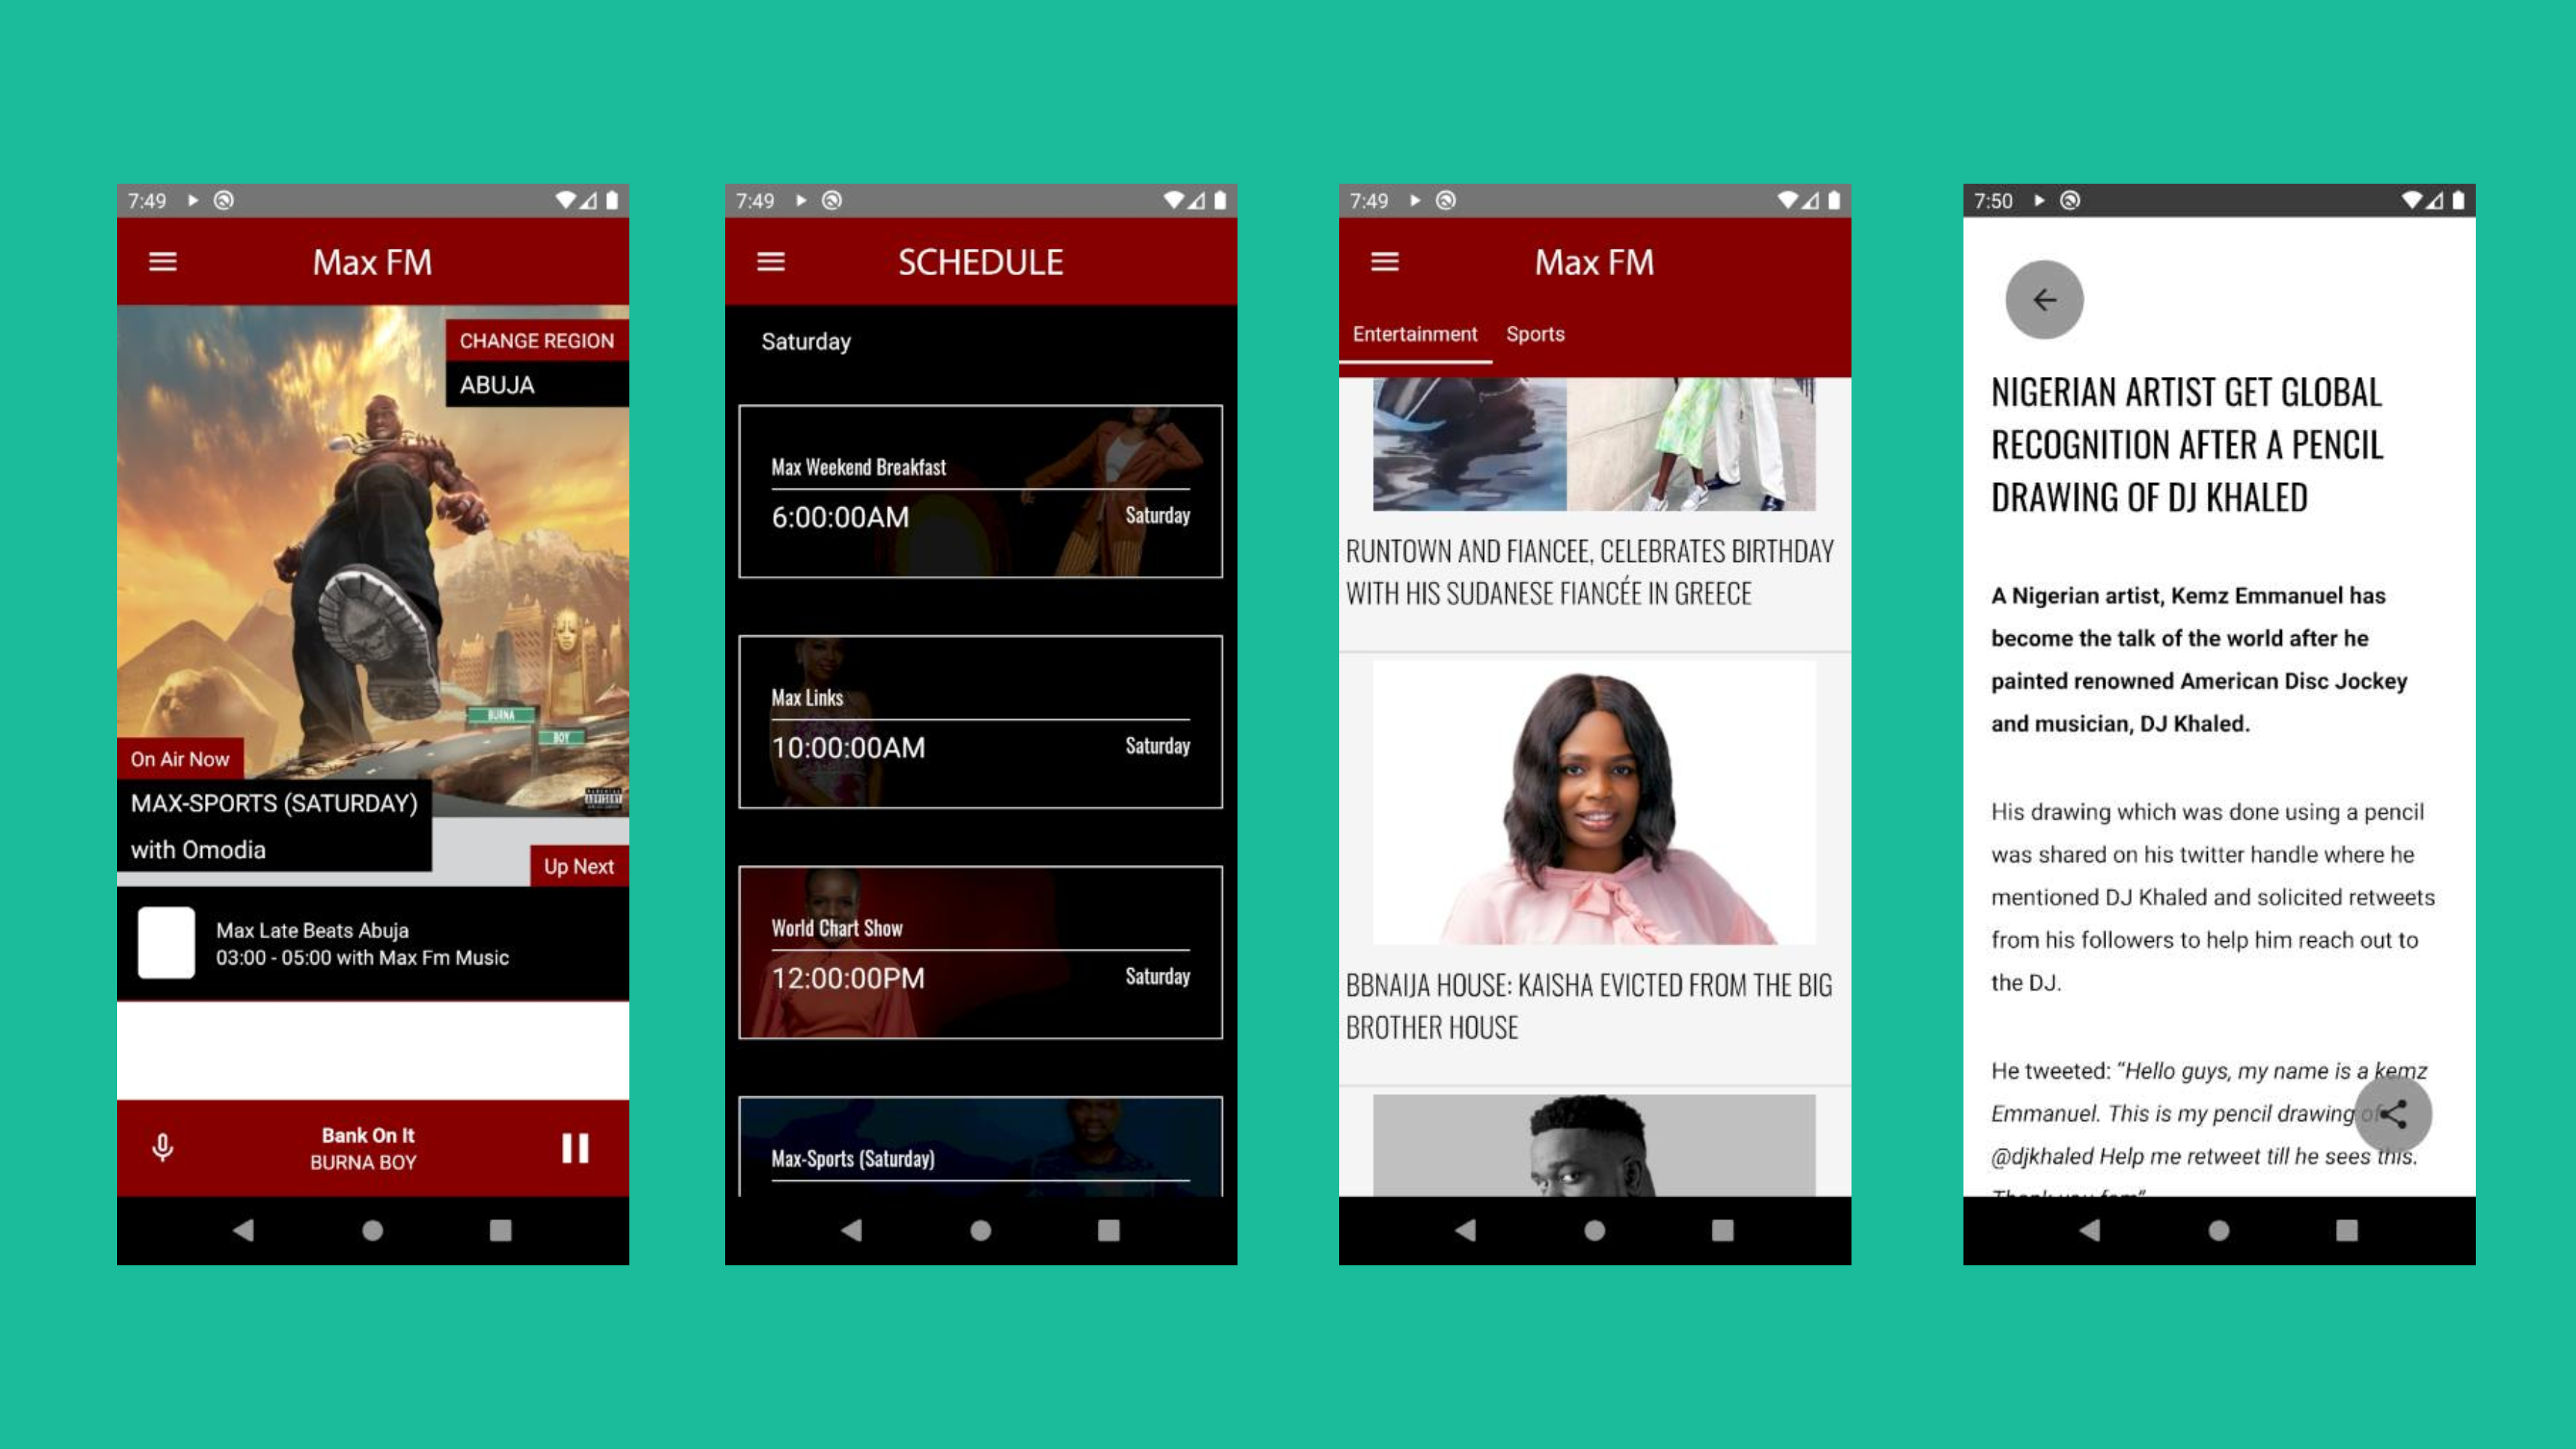 7:49
Max FM
CHANGE REGION
ABUJA
BURNA
BOY
On Air Now
MAX-SPORTS (SATURDAY)
with Omodia
PARENTAL
ADVISORY
Up Next
Max Late Beats Abuja
03:00 - 05:00 with Max Fm Music
Bank On It
BURNA BOY
7:49
SCHEDULE
Saturday
Max Weekend Breakfast
6:00:00AM
Saturday
Max Links
10:00:00AM
Saturday
World Chart Show
12:00:00PM
Saturday
Max-Sports (Saturday)
7:49
Max FM
Entertainment
Sports
RUNTOWN AND FIANCEE, CELEBRATES BIRTHDAY
WITH HIS SUDANESE FIANCÉE IN GREECE
BBNAIJA HOUSE: KAISHA EVICTED FROM THE BIG
BROTHER HOUSE
7:50
NIGERIAN ARTIST GET GLOBAL
RECOGNITION AFTER A PENCIL
DRAWING OF DJ KHALED
A Nigerian artist, Kemz Emmanuel has
become the talk of the world after he
painted renowned American Disc Jockey
and musician, DJ Khaled.
His drawing which was done using a pencil
was shared on his twitter handle where he
mentioned DJ Khaled and solicited retweets
from his followers to help him reach out to
the DJ.
He tweeted: “Hello guys, my name is a kemz
Emmanuel. This is my pencil drawing of
@djkhaled Help me retweet till he sees this.
Thank you fam”